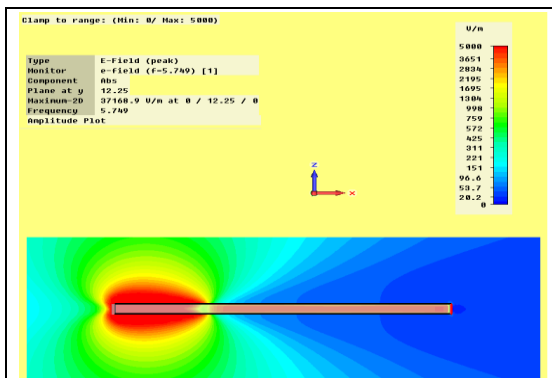 Clamp to range: (Min: 0/ Max: 5000)
Type E-Field (peak)
Monitor e-field (f=5.749) [1]
Component Abs
Plane at y 12.25
Maximum-2D 37168.9 V/m at 0 / 12.25 / 0
Frequency 5.749
Amplitude Plot
V/m
5000
3651
2834
2195
1695
1304
998
759
572
425
311
221
151
96.6
53.7
20.2
0
z
x